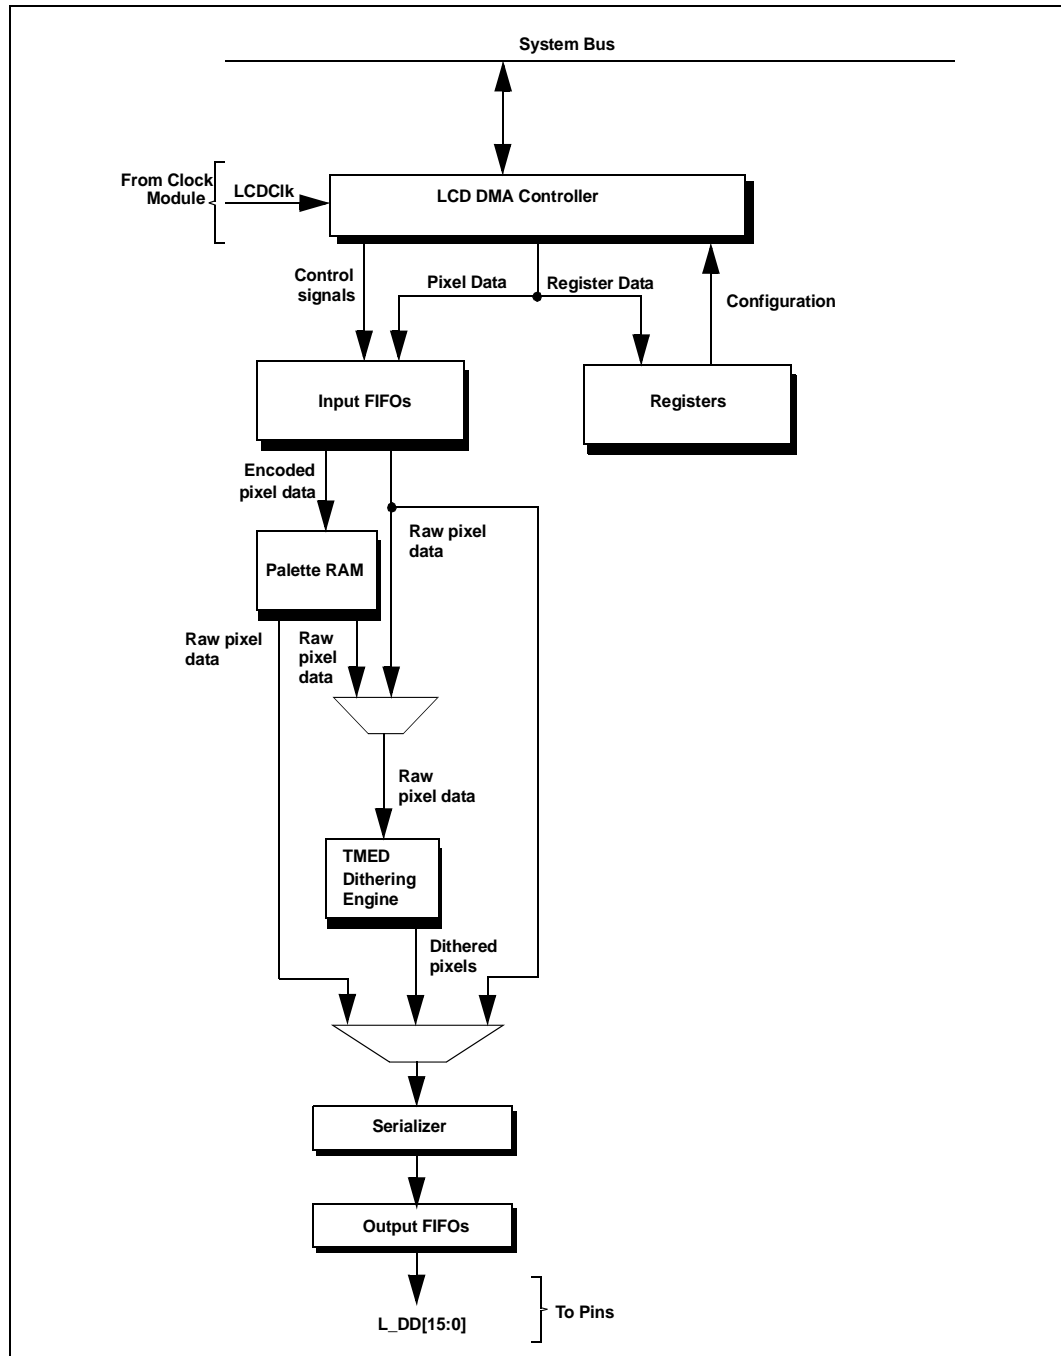 System Bus
From Clock
Module
LCDClk
LCD DMA Controller
Control
signals
Pixel Data
Register Data
Configuration
Input FIFOs
Registers
Encoded
pixel data
Raw pixel
data
Palette RAM
Raw pixel
data
Raw
pixel
data
Raw
pixel data
TMED
Dithering
Engine
Dithered
pixels
Serializer
Output FIFOs
L_DD[15:0]
To Pins